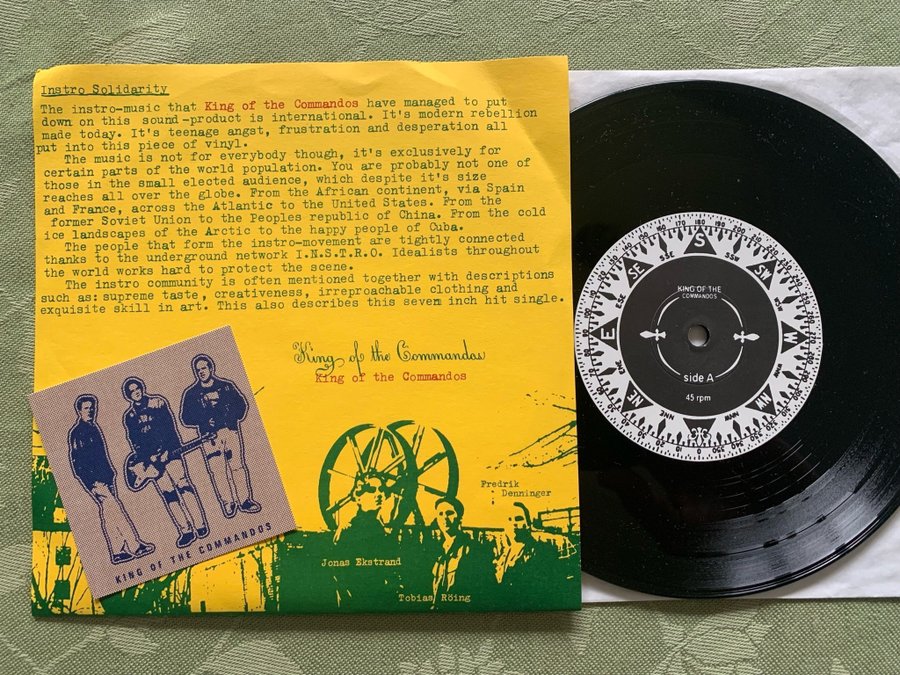 Instro Solidarity
The instro-music that King of the Commandos have managed to put
down on this sound-product is international. It's modern rebellion
made today. It's teenage angst, frustration and desperation all
put into this piece of vinyl.
The music is not for everybody though, it's exclusively for
certain parts of the world population. You are probably not one of
those in the small elected audience, which despite it's size
reaches all over the globe. From the African continent, via Spain
and France, across the Atlantic to the United States. From the
former Soviet Union to the Peoples republic of China. From the cold
ice landscapes of the Arctic to the happy people of Cuba.
The people that form the instro-movement are tightly connected
thanks to the underground network I.N.S.T.R.O. Idealists throughout
the world works hard to protect the scene.
The instro community is often mentioned together with descriptions
such as: supreme taste, creativeness, irreproachable clothing and
exquisite skill in art. This also describes this seven inch hit single.
King of the Commandos
King of the Commandos
Fredrik
Denninger
Jonas Ekstrand
Tobias Röing
KING OF THE COMMANDOS
KING OF THE
COMMANDOS
side A
45 rpm
S
SSW
SW
W
NW
NNW
NNE
NE
E
SE
SSE